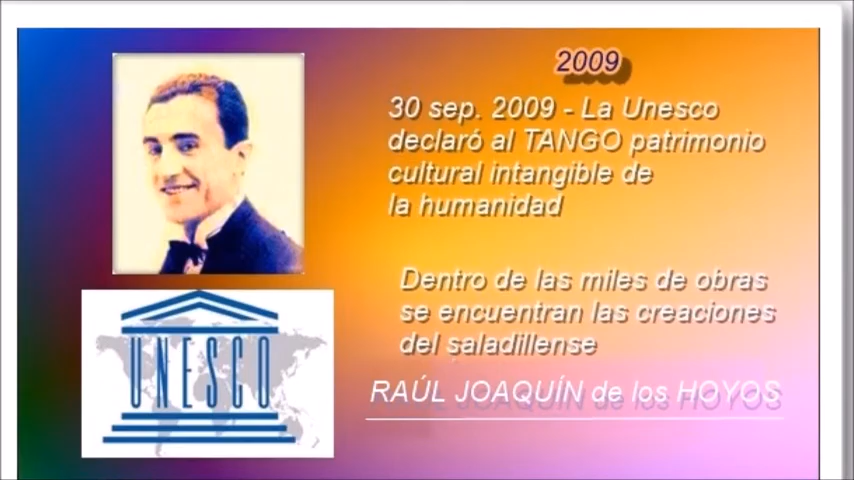 2009
30 sep. 2009 - La Unesco
declaró al TANGO patrimonio
cultural intangible de
la humanidad
Dentro de las miles de obras
se encuentran las creaciones
del saladillense
RAÚL JOAQUÍN de los HOYOS
UNESCO